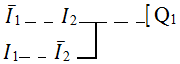 Ī₁ _ _ I₂ _ _ _ [ Q₁
I₁ _ _ Ī₂